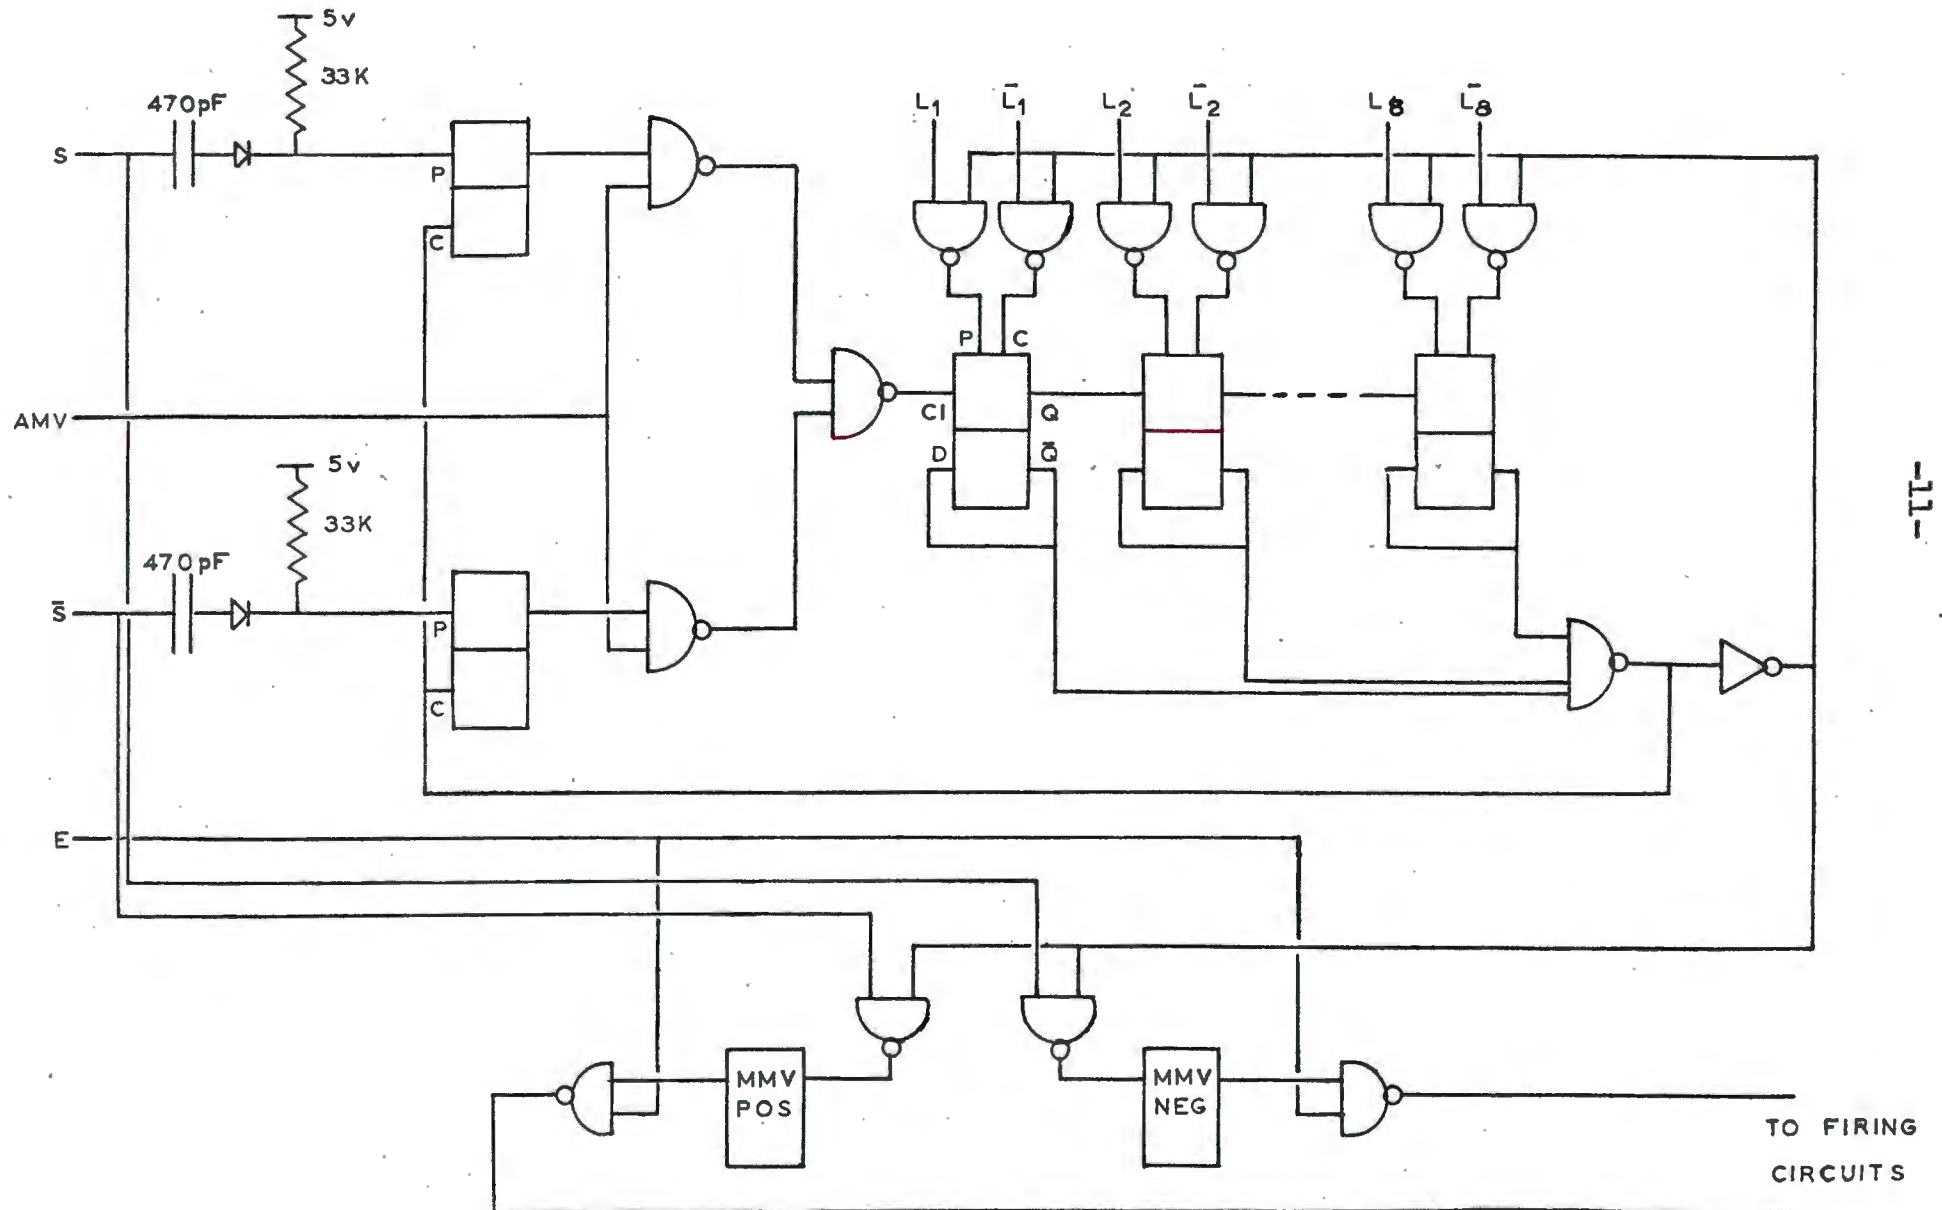 5v
33K
470pF
S
P
C
L1 L̄1 L2 L̄2 L8 L̄8
P C
CI Q
D Q̄
AMV
5v
33K
470pF
S̄
P
C
E
MMV
POS
MMV
NEG
TO FIRING
CIRCUITS
-11-